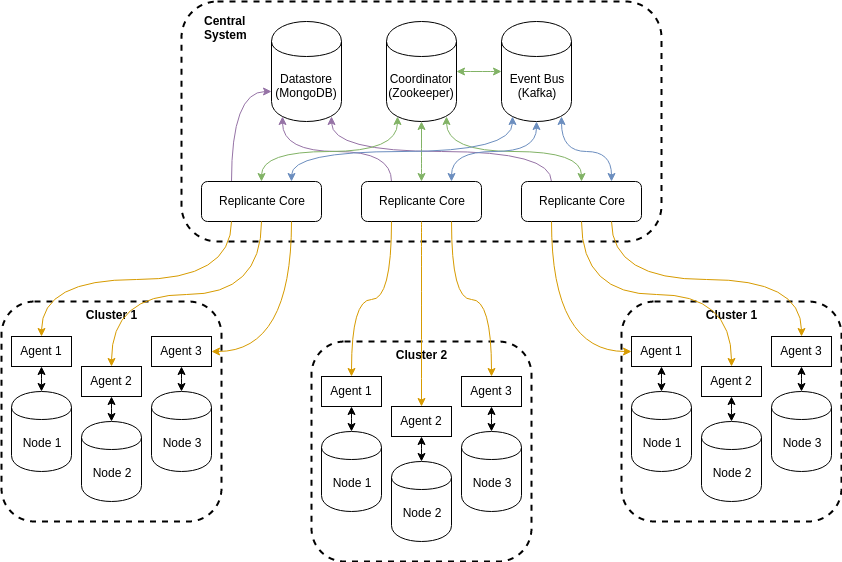 Central
System
Datastore
(MongoDB)
Coordinator
(Zookeeper)
Event Bus
(Kafka)
Replicante Core
Replicante Core
Replicante Core
Cluster 1
Agent 1
Agent 2
Agent 3
Node 1
Node 2
Node 3
Cluster 2
Agent 1
Agent 2
Agent 3
Node 1
Node 2
Node 3
Cluster 1
Agent 1
Agent 2
Agent 3
Node 1
Node 2
Node 3